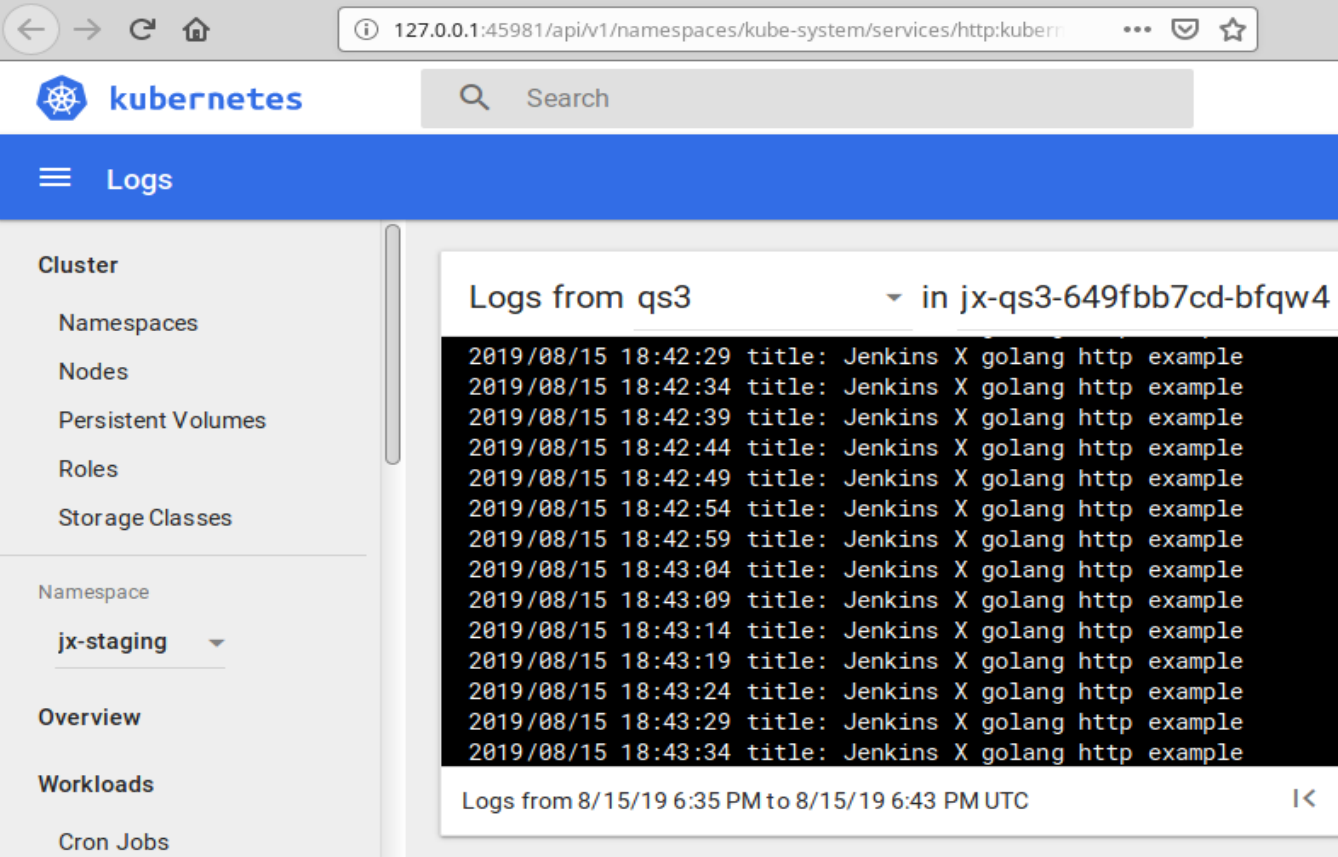 127.0.0.1:45981/api/v1/namespaces/kube-system/services/http:kubern
kubernetes
Search
Logs
Cluster
Namespaces
Nodes
Persistent Volumes
Roles
Storage Classes
Namespace
jx-staging
Overview
Workloads
Cron Jobs
Logs from qs3 in jx-qs3-649fbb7cd-bfqw4
2019/08/15 18:42:29 title: Jenkins X golang http example
2019/08/15 18:42:34 title: Jenkins X golang http example
2019/08/15 18:42:39 title: Jenkins X golang http example
2019/08/15 18:42:44 title: Jenkins X golang http example
2019/08/15 18:42:49 title: Jenkins X golang http example
2019/08/15 18:42:54 title: Jenkins X golang http example
2019/08/15 18:42:59 title: Jenkins X golang http example
2019/08/15 18:43:04 title: Jenkins X golang http example
2019/08/15 18:43:09 title: Jenkins X golang http example
2019/08/15 18:43:14 title: Jenkins X golang http example
2019/08/15 18:43:19 title: Jenkins X golang http example
2019/08/15 18:43:24 title: Jenkins X golang http example
2019/08/15 18:43:29 title: Jenkins X golang http example
2019/08/15 18:43:34 title: Jenkins X golang http example
Logs from 8/15/19 6:35 PM to 8/15/19 6:43 PM UTC